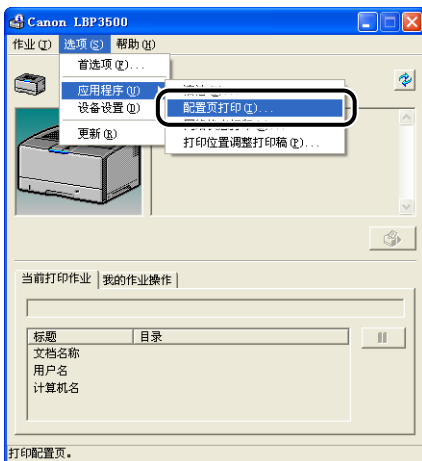 Canon LBP3500
作业(J) 选项(S) 帮助(H)
首选项(P)...
应用程序(U)
设备设置(D)
更新(R)
配置页打印(I)...
打印位置调整打印稿(P)...
当前打印作业 我的作业操作
标题 目录
文档名称
用户名
计算机名
打印配置页。